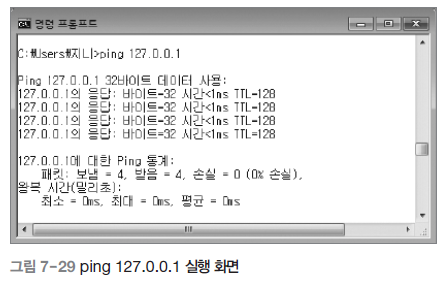 명령 프롬프트
C:₩Users₩지니>ping 127.0.0.1
Ping 127.0.0.1 32바이트 데이터 사용:
127.0.0.1의 응답: 바이트=32 시간<1ms TTL=128
127.0.0.1의 응답: 바이트=32 시간<1ms TTL=128
127.0.0.1의 응답: 바이트=32 시간<1ms TTL=128
127.0.0.1의 응답: 바이트=32 시간<1ms TTL=128
127.0.0.1에 대한 Ping 통계:
패킷: 보냄 = 4, 받음 = 4, 손실 = 0 (0% 손실),
왕복 시간(밀리초):
최소 = 0ms, 최대 = 0ms, 평균 = 0ms
그림 7-29 ping 127.0.0.1 실행 화면